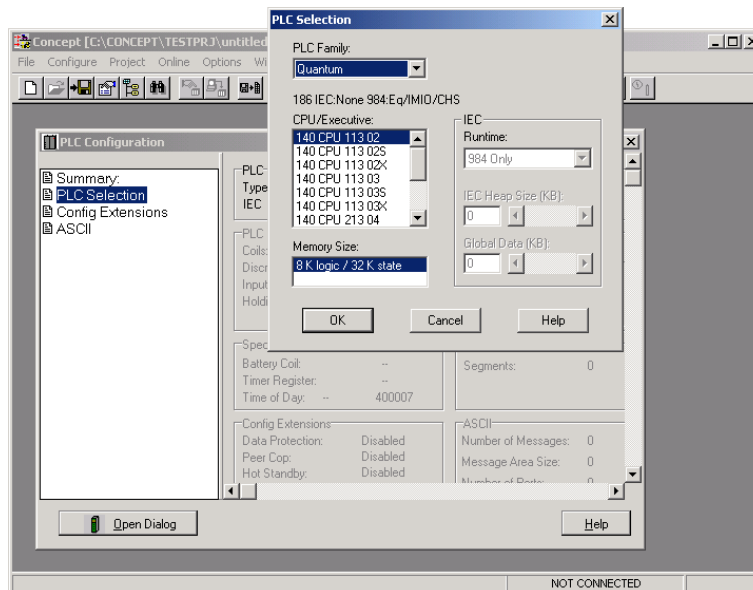 PLC Selection
Concept [C:\CONCEPT\TESTPRJ\untitled
File Configure Project Online Options Wi
PLC Family:
Quantum
186 IEC:None 984:Eq/IMIO/CHS
CPU/Executive:
140 CPU 113 02
140 CPU 113 02S
140 CPU 113 02X
140 CPU 113 03
140 CPU 113 03S
140 CPU 113 03X
140 CPU 213 04
IEC
Runtime:
984 Only
IEC Heap Size (KB):
0
Global Data (KB):
0
Memory Size:
8 K logic / 32 K state
OK
Cancel
Help
PLC Configuration
Summary:
PLC Selection
Config Extensions
ASCII
PLC
Type
IEC
PLC
Coils:
Discr
Input
Holdi
Spec
Battery Coil: --
Timer Register: --
Time of Day: -- 400007
Segments: 0
Config Extensions
Data Protection: Disabled
Peer Cop: Disabled
Hot Standby: Disabled
ASCII
Number of Messages: 0
Message Area Size: 0
Number of Ports: 0
Open Dialog
Help
NOT CONNECTED